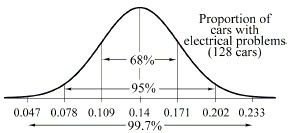 Proportion of
cars with
electrical problems
(128 cars)
68%
95%
0.047 0.078 0.109 0.14 0.171 0.202 0.233
99.7%